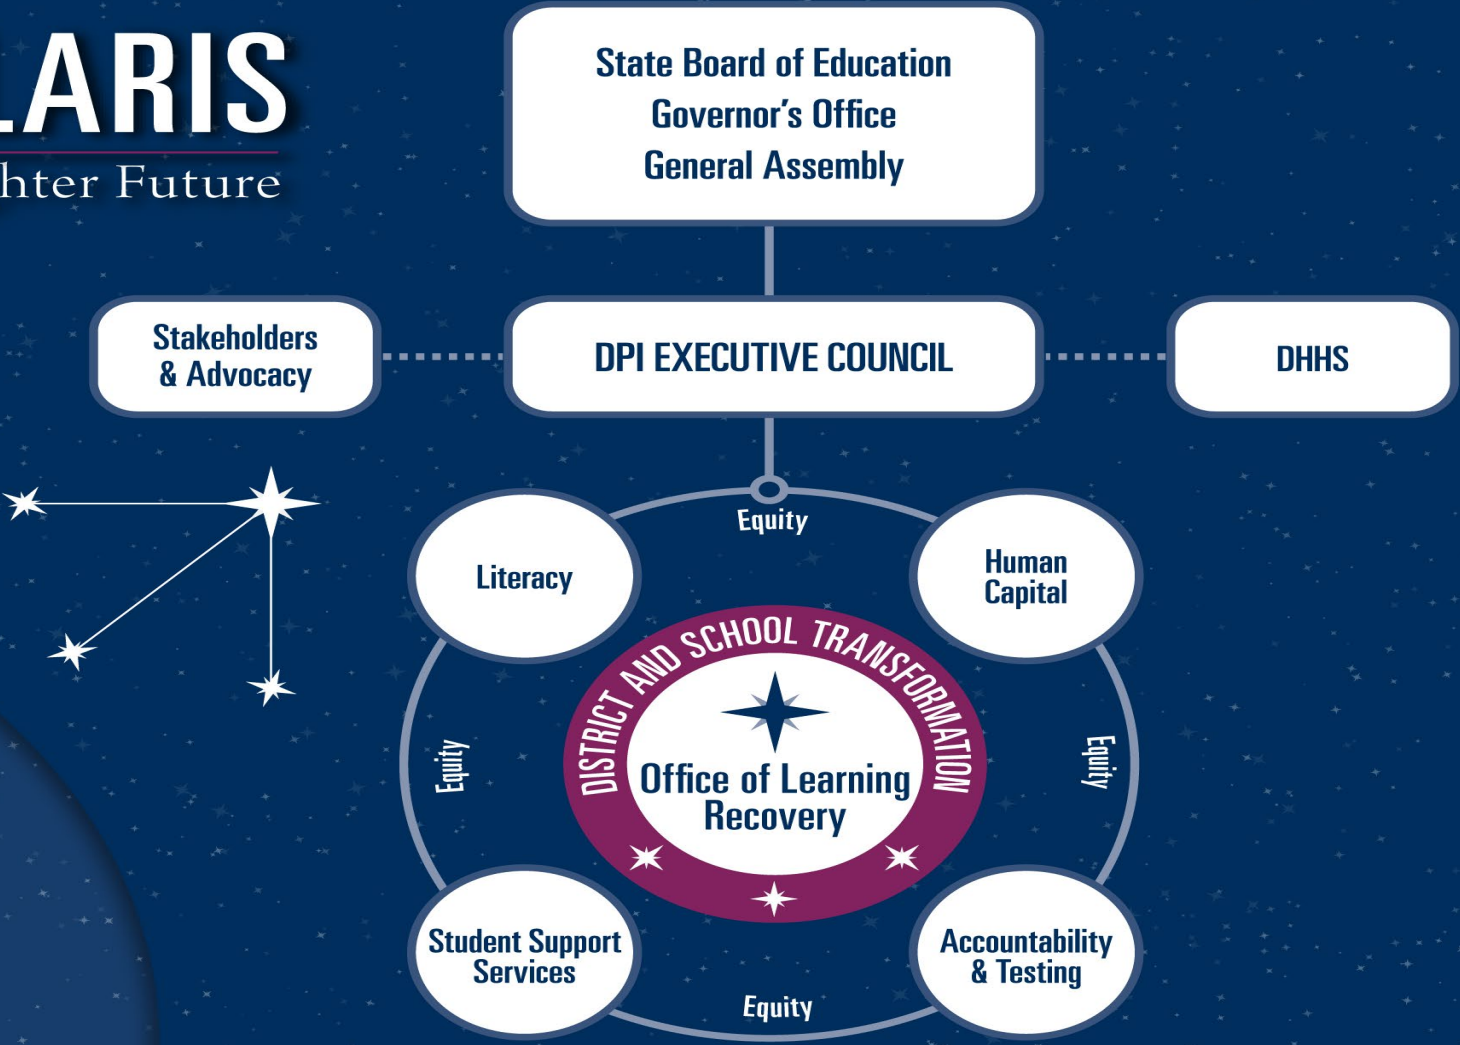 LARIS
hter Future
State Board of Education
Governor’s Office
General Assembly
Stakeholders
& Advocacy
DPI EXECUTIVE COUNCIL
DHHS
Equity
Literacy
Human
Capital
DISTRICT AND SCHOOL TRANSFORMATION
Office of Learning
Recovery
Equity
Equity
Student Support
Services
Accountability
& Testing
Equity